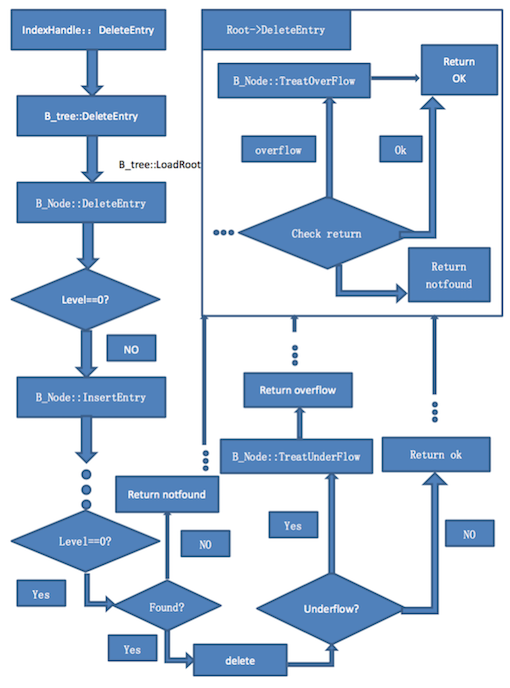 IndexHandle:: DeleteEntry
B_tree::DeleteEntry
B_tree::LoadRoot
B_Node::DeleteEntry
Level==0?
NO
B_Node::InsertEntry
Level==0?
Yes
Return notfound
NO
Found?
Yes
delete
Underflow?
Yes
NO
B_Node::TreatUnderFlow
Return overflow
Return ok
Root->DeleteEntry
B_Node::TreatOverFlow
Return
OK
overflow
Ok
Check return
Return
notfound